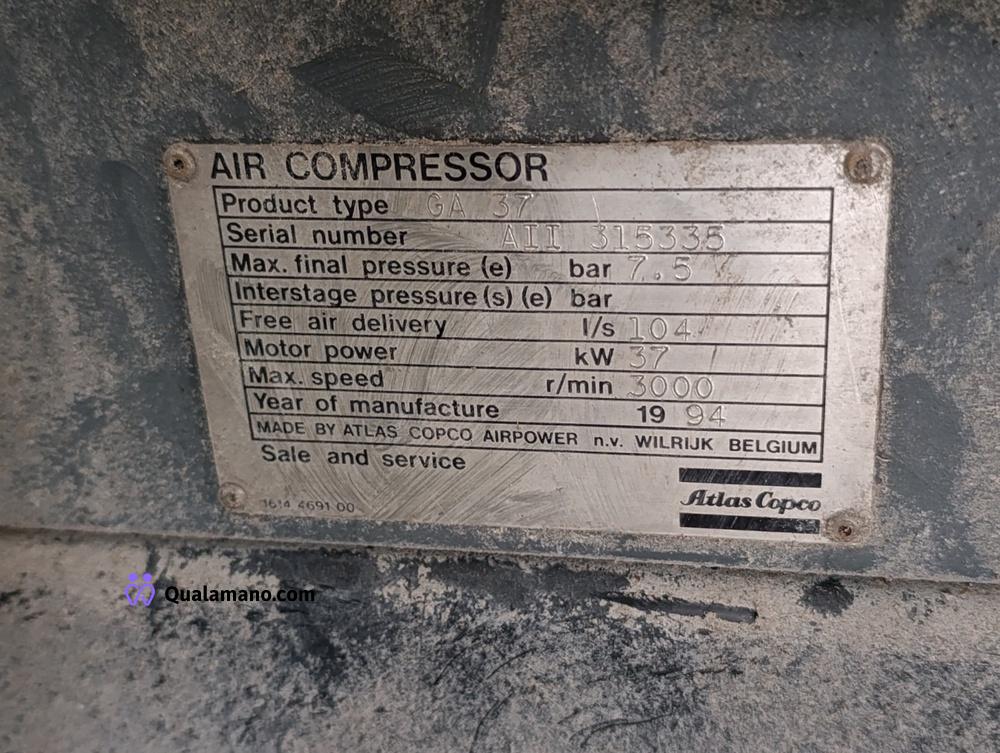 AIR COMPRESSOR
Product type GA 37
Serial number AII 315335
Max. final pressure (e) bar 7.5
Interstage pressure (s) (e) bar
Free air delivery l/s 104
Motor power kW 37
Max. speed r/min 3000
Year of manufacture 19 94
MADE BY ATLAS COPCO AIRPOWER n.v. WILRIJK BELGIUM
Sale and service
Atlas Copco
1614 4691 00
Qualamano.com